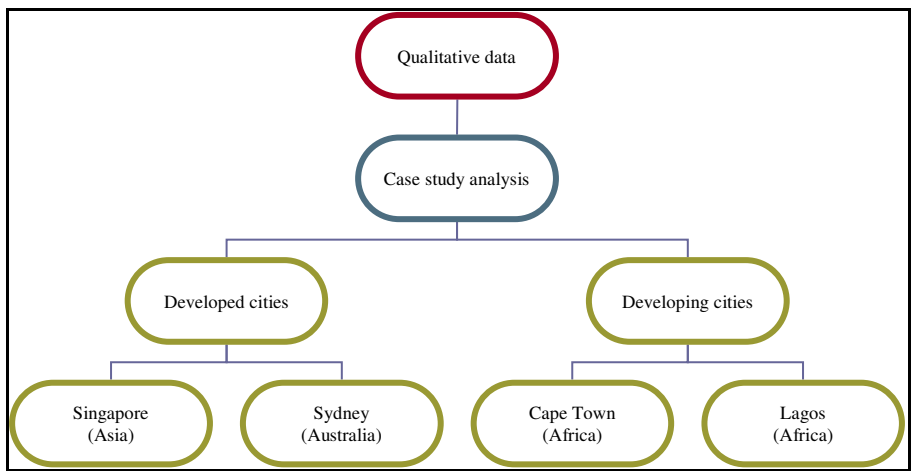 Qualitative data
Case study analysis
Developed cities
Developing cities
Singapore
(Asia)
Sydney
(Australia)
Cape Town
(Africa)
Lagos
(Africa)